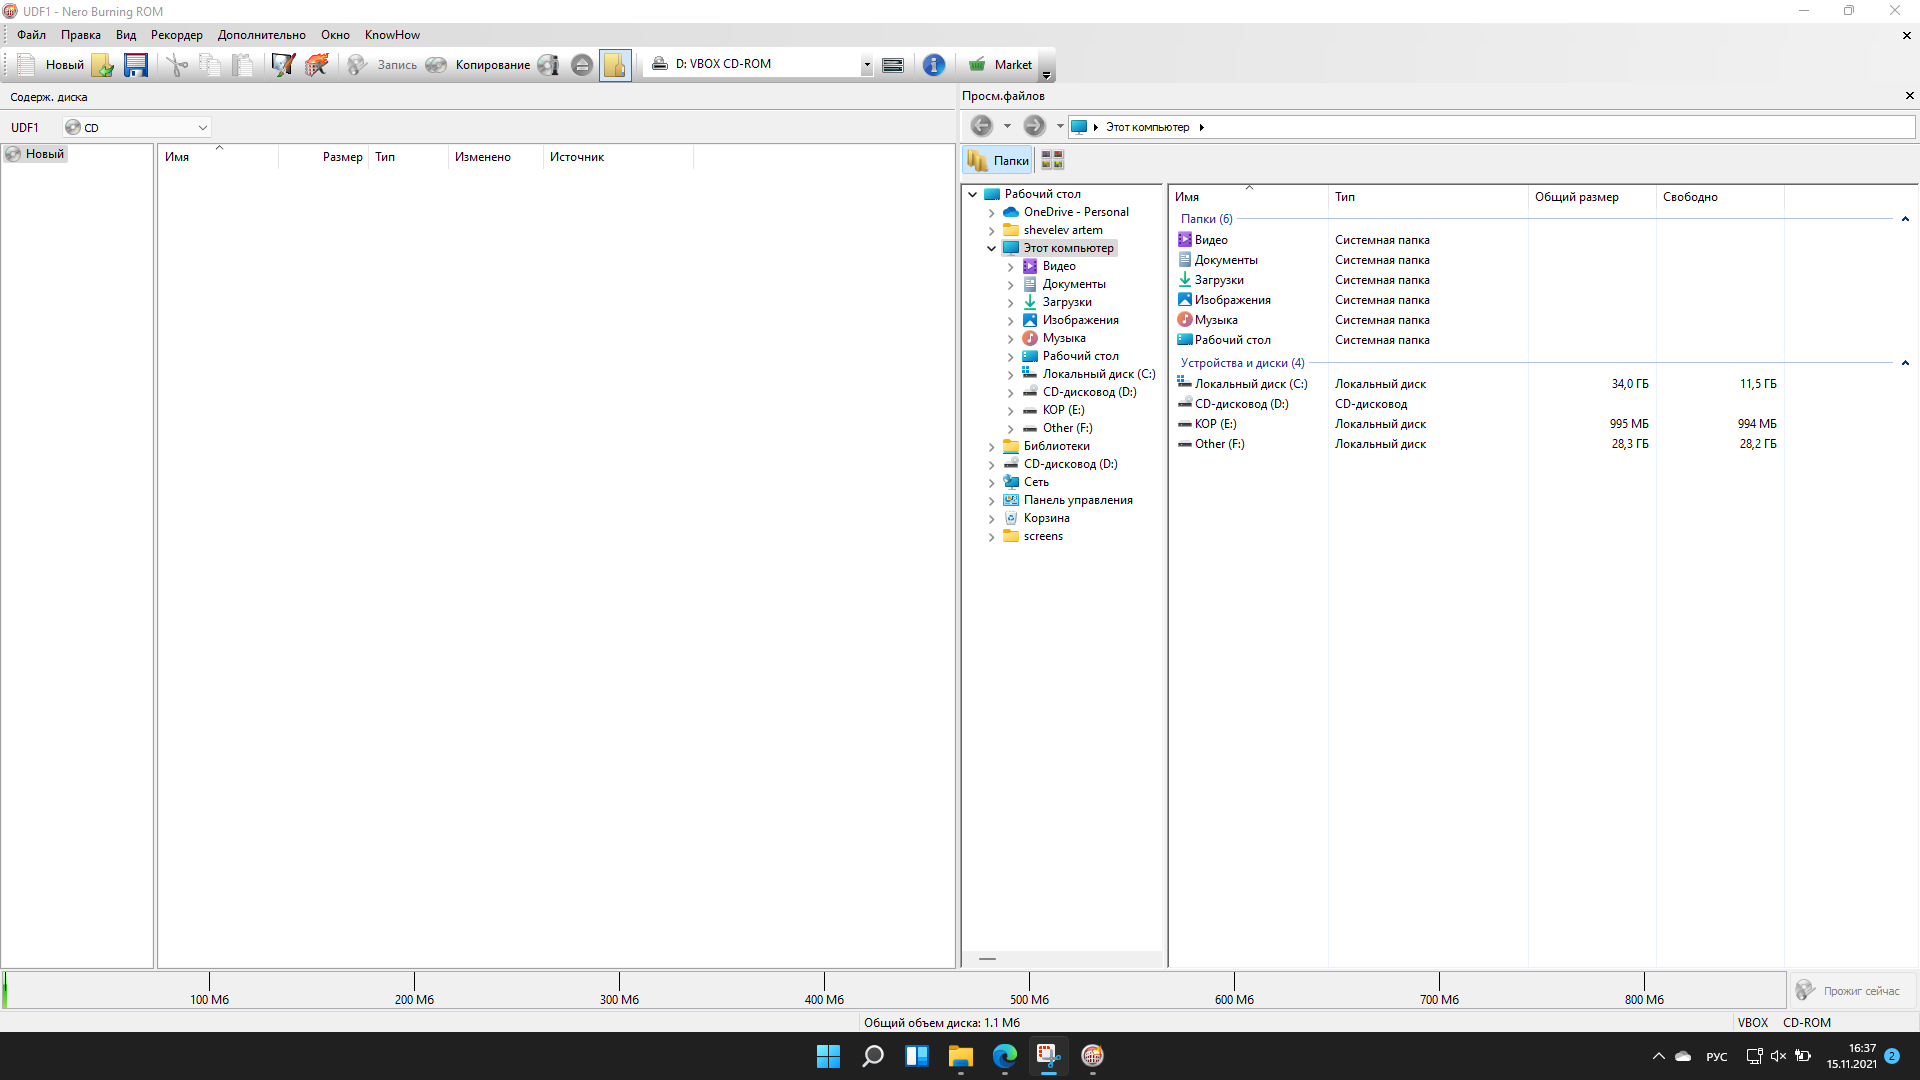 UDF1 - Nero Burning ROM
Файл Правка Вид Рекордер Дополнительно Окно KnowHow
Новый Запись Копирование D: VBOX CD-ROM Market
Содерж. диска
Просм.файлов
UDF1 CD
Этот компьютер
Новый
Имя Размер Тип Изменено Источник
Папки
Рабочий стол
OneDrive - Personal
shevelev artem
Этот компьютер
Видео
Документы
Загрузки
Изображения
Музыка
Рабочий стол
Локальный диск (C:)
CD-дисковод (D:)
KOP (E:)
Other (F:)
Библиотеки
CD-дисковод (D:)
Сеть
Панель управления
Корзина
screens
Имя Тип Общий размер Свободно
Папки (6)
Видео Системная папка
Документы Системная папка
Загрузки Системная папка
Изображения Системная папка
Музыка Системная папка
Рабочий стол Системная папка
Устройства и диски (4)
Локальный диск (C:) Локальный диск 34,0 ГБ 11,5 ГБ
CD-дисковод (D:) CD-дисковод
KOP (E:) Локальный диск 995 МБ 994 МБ
Other (F:) Локальный диск 28,3 ГБ 28,2 ГБ
100 Мб 200 Мб 300 Мб 400 Мб 500 Мб 600 Мб 700 Мб 800 Мб
Прожиг сейчас
Общий объем диска: 1.1 Мб
VBOX CD-ROM
РУС
16:37
15.11.2021
2